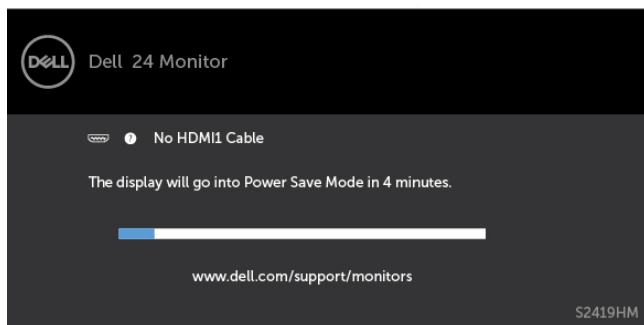 DELL
Dell 24 Monitor
No HDMI1 Cable
The display will go into Power Save Mode in 4 minutes.
www.dell.com/support/monitors
S2419HM